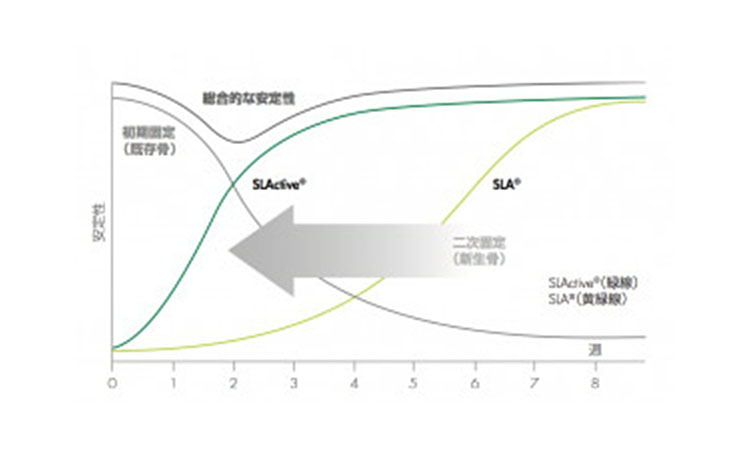 総合的な安定性
初期固定
（既存骨）
SLActive®
SLA®
安定性
二次固定
（新生骨）
SLActive®（緑線）
SLA®（黄緑線）
週
0 1 2 3 4 5 6 7 8